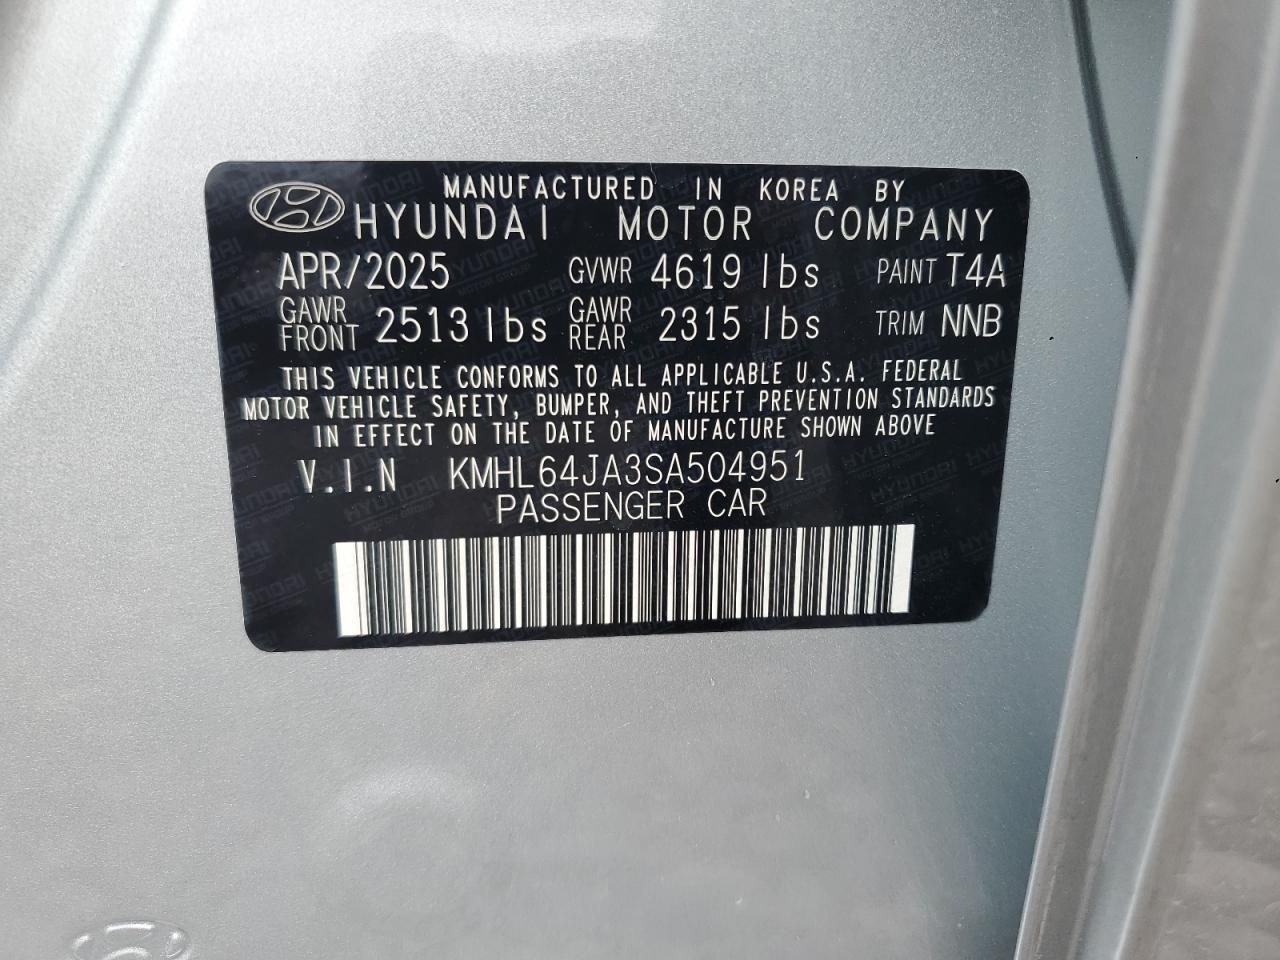 MANUFACTURED IN KOREA BY
HYUNDAI MOTOR COMPANY
APR/2025 GVWR 4619 lbs PAINT T4A
GAWR FRONT 2513 lbs GAWR REAR 2315 lbs TRIM NNB
THIS VEHICLE CONFORMS TO ALL APPLICABLE U.S.A. FEDERAL
MOTOR VEHICLE SAFETY, BUMPER, AND THEFT PREVENTION STANDARDS
IN EFFECT ON THE DATE OF MANUFACTURE SHOWN ABOVE
V.I.N KMHL64JA3SA504951
PASSENGER CAR